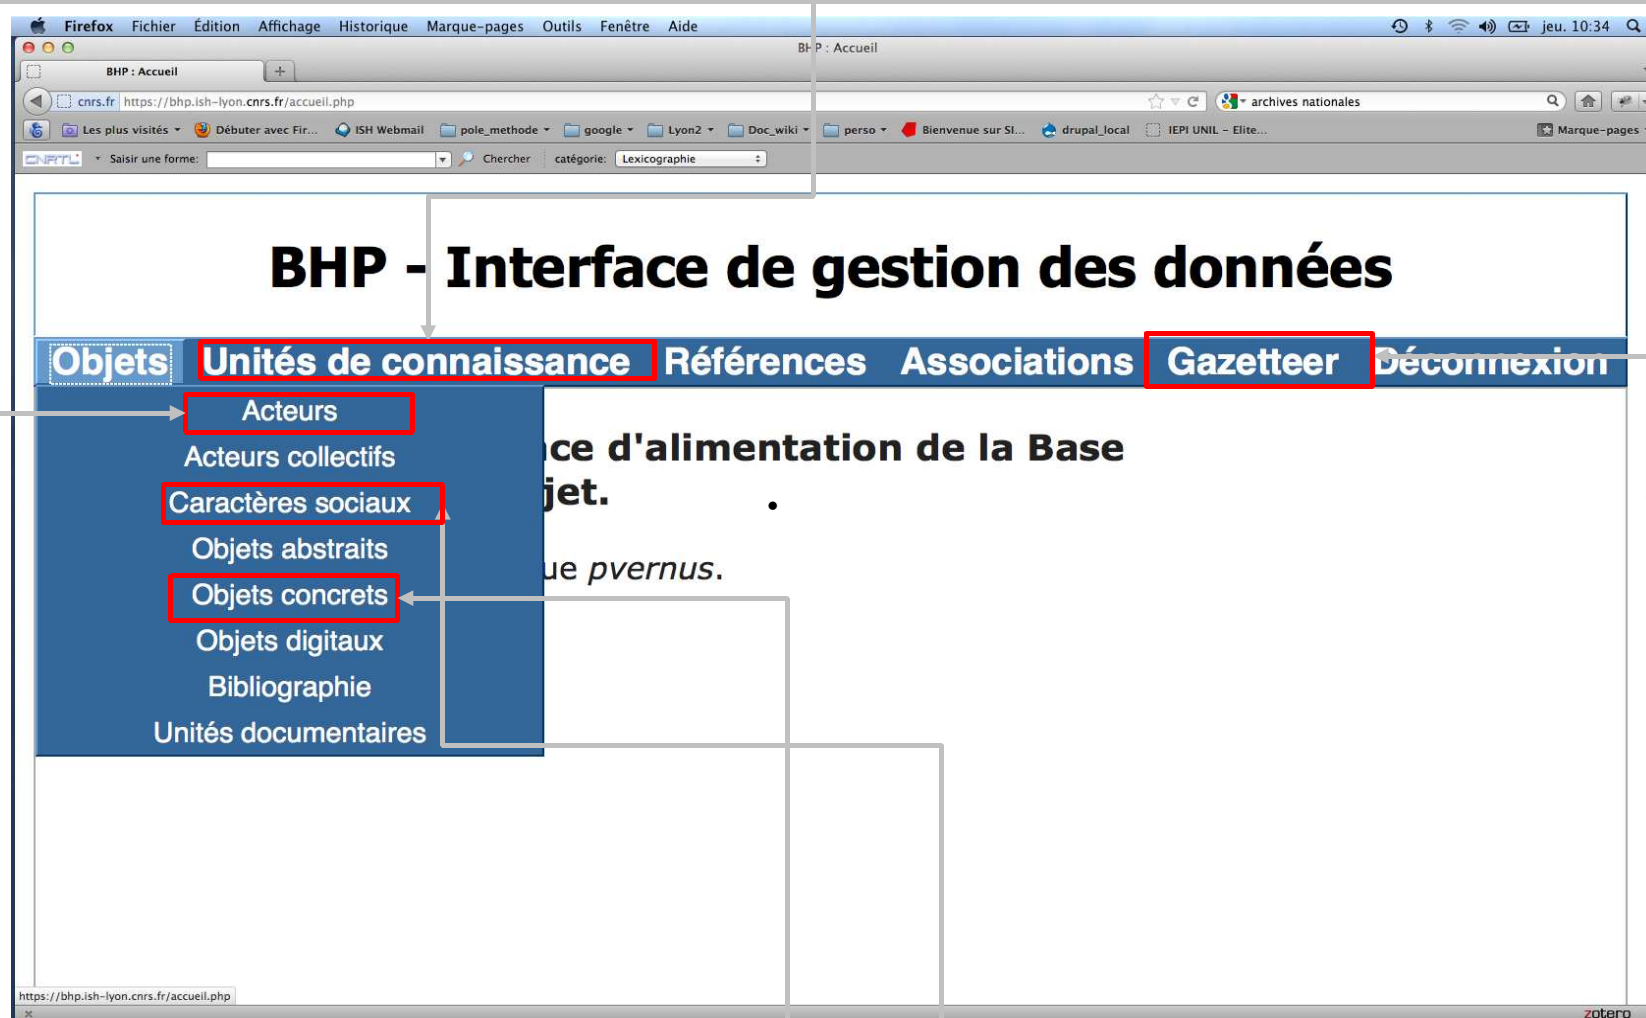 Firefox Fichier Édition Affichage Historique Marque-pages Outils Fenêtre Aide jeu. 10:34
BHP : Accueil
BHP : Accueil
cnrs.fr https://bhp.ish-lyon.cnrs.fr/accueil.php archives nationales
Les plus visités Débuter avec Fir... ISH Webmail pole_methode google Lyon2 Doc_wiki perso Bienvenue sur SI... drupal_local IEPI UNIL - Elite... Marque-pages
CNRTL Saisir une forme: Chercher catégorie: Lexicographie
BHP - Interface de gestion des données
Objets Unités de connaissance Références Associations Gazetteer Déconnexion
Acteurs
Acteurs collectifs
ce d'alimentation de la Base
Caractères sociaux
jet.
Objets abstraits
ue pvernus.
Objets concrets
Objets digitaux
Bibliographie
Unités documentaires
https://bhp.ish-lyon.cnrs.fr/accueil.php
zotero